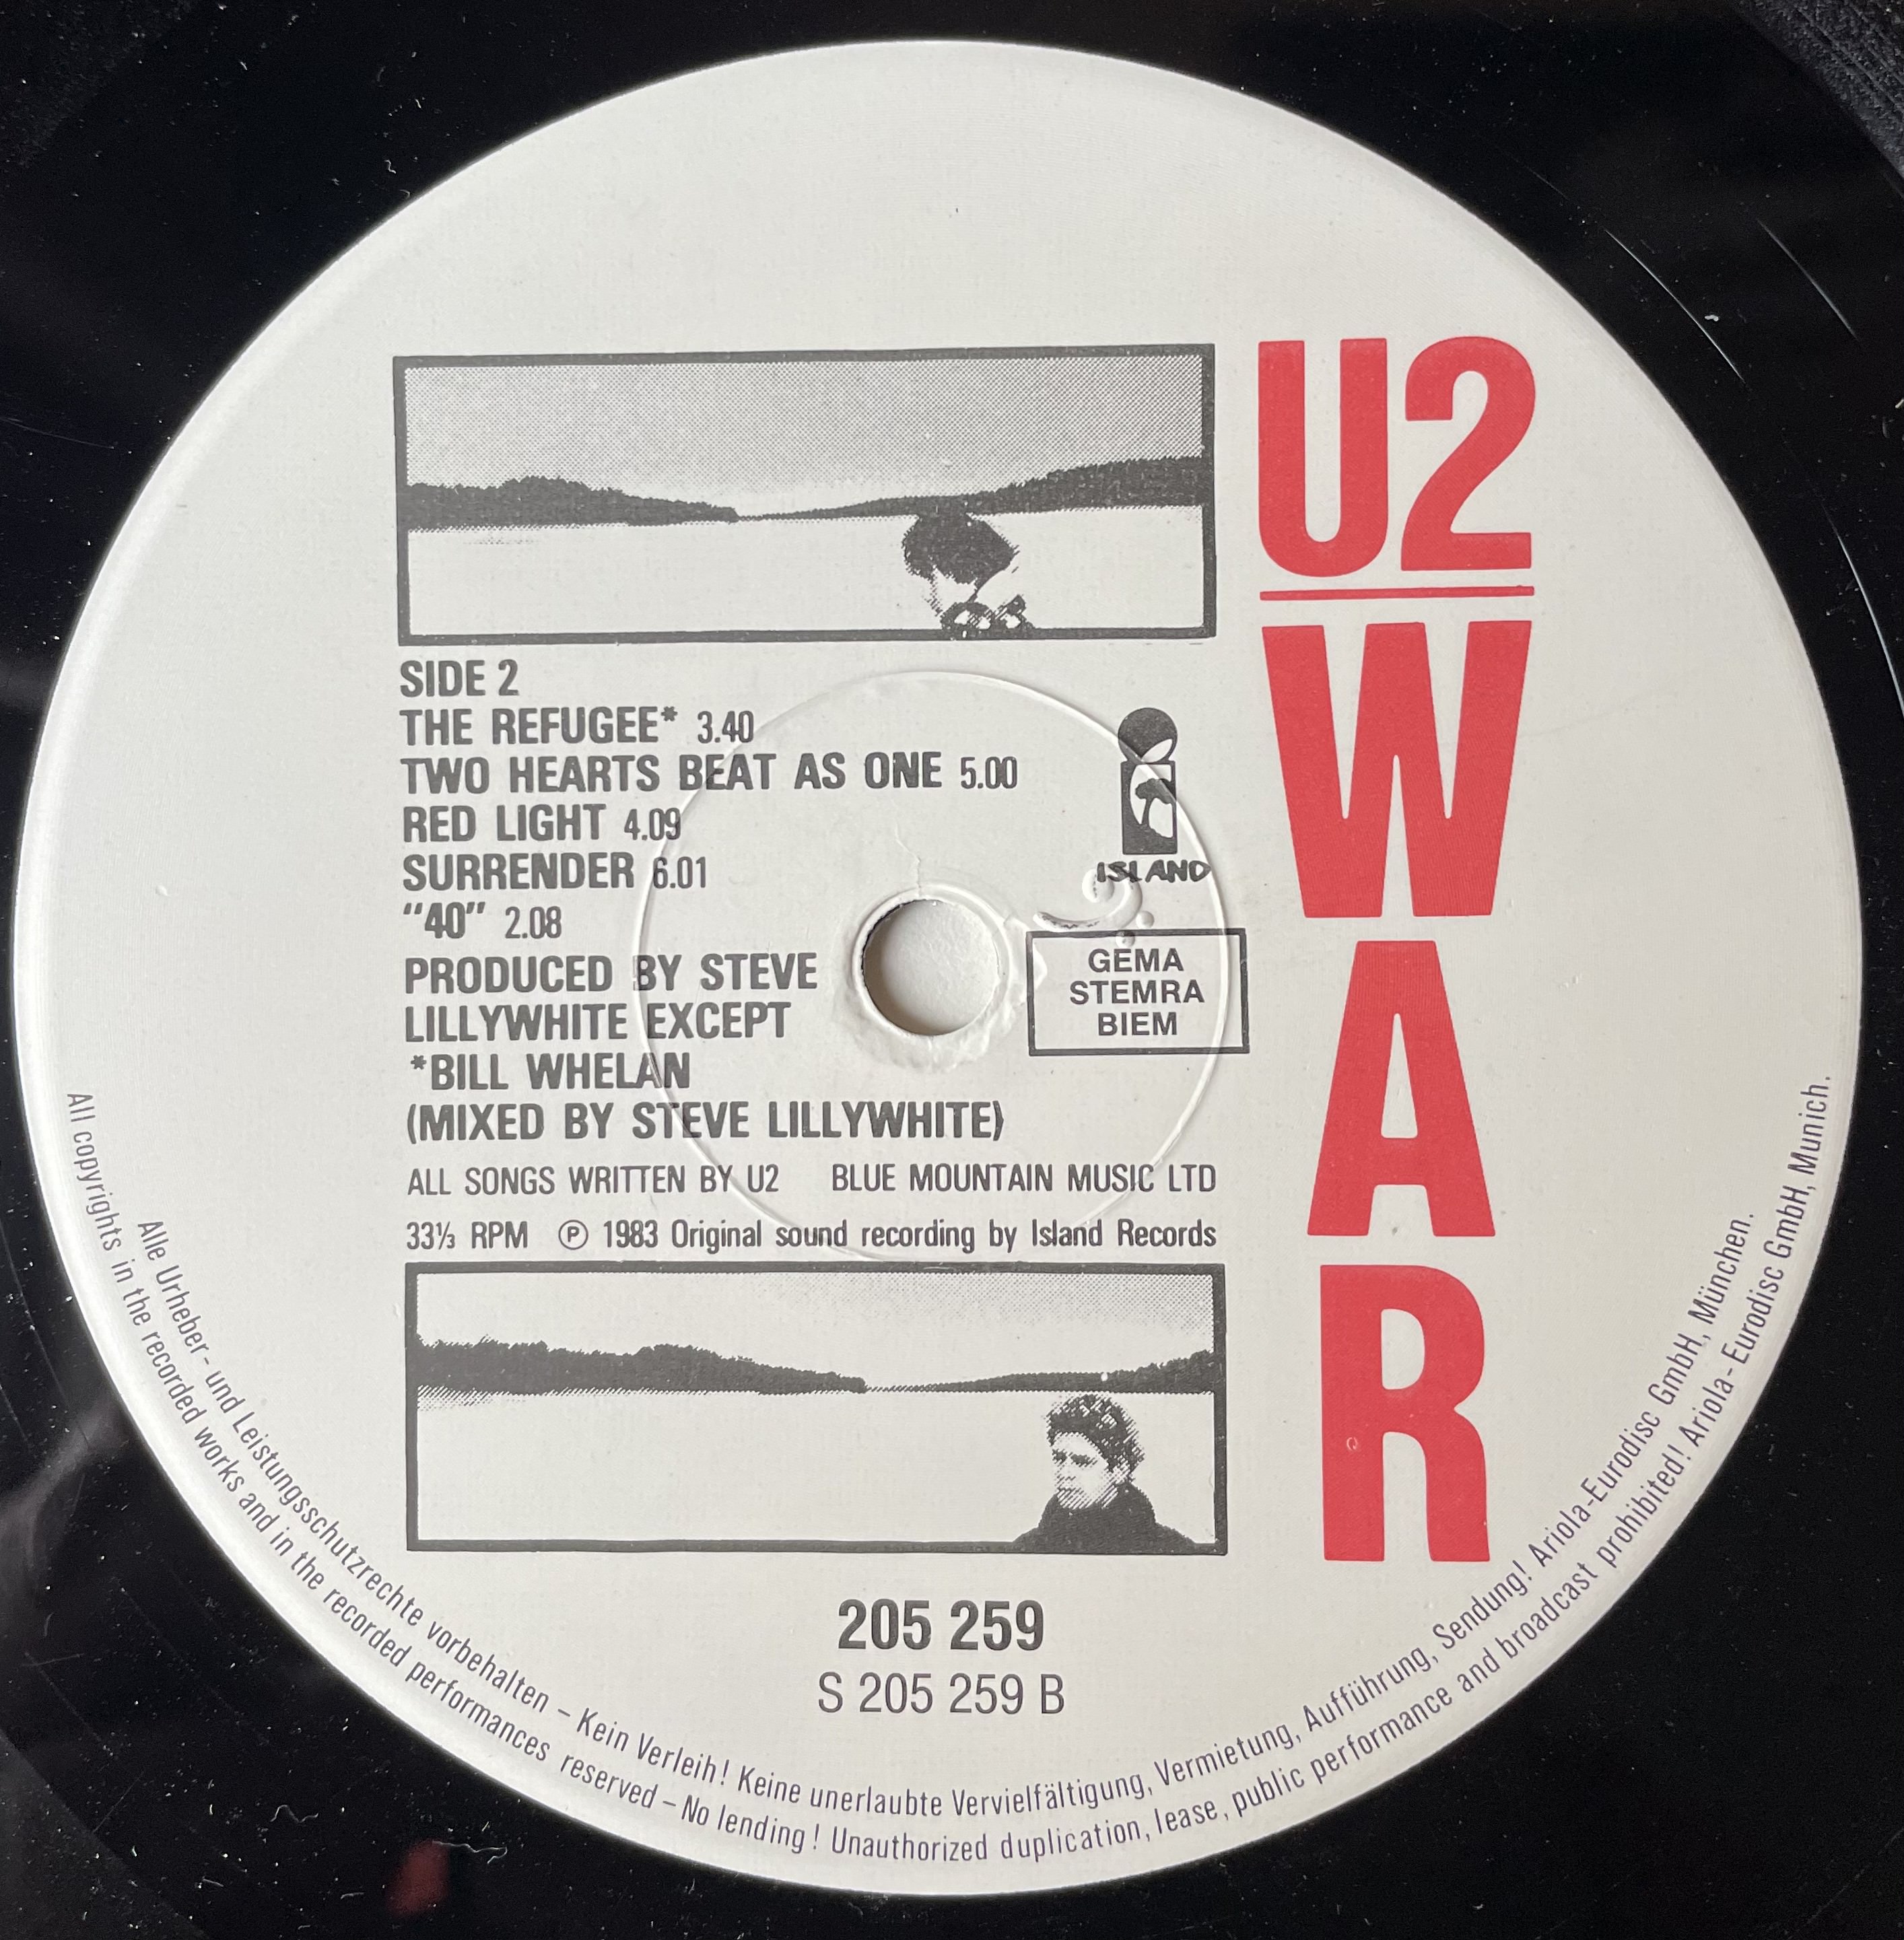 U2
WAR
SIDE 2
THE REFUGEE* 3.40
TWO HEARTS BEAT AS ONE 5.00
RED LIGHT 4.09
SURRENDER 6.01
"40" 2.08
PRODUCED BY STEVE
LILLYWHITE EXCEPT
*BILL WHELAN
(MIXED BY STEVE LILLYWHITE)
ISLAND
GEMA
STEMRA
BIEM
ALL SONGS WRITTEN BY U2 BLUE MOUNTAIN MUSIC LTD
33⅓ RPM ℗ 1983 Original sound recording by Island Records
205 259
S 205 259 B
Alle Urheber- und Leistungsschutzrechte vorbehalten – Kein Verleih! Keine unerlaubte Vervielfältigung, Vermietung, Aufführung, Sendung! Ariola-Eurodisc GmbH, München.
All copyrights in the recorded works and in the recorded performances reserved – No lending! Unauthorized duplication, lease, public performance and broadcast prohibited! Ariola-Eurodisc GmbH, Munich.